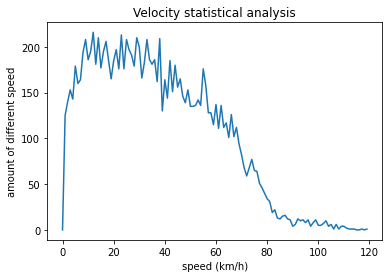 Velocity statistical analysis
amount of different speed
200
150
100
50
0
0 20 40 60 80 100 120
speed (km/h)